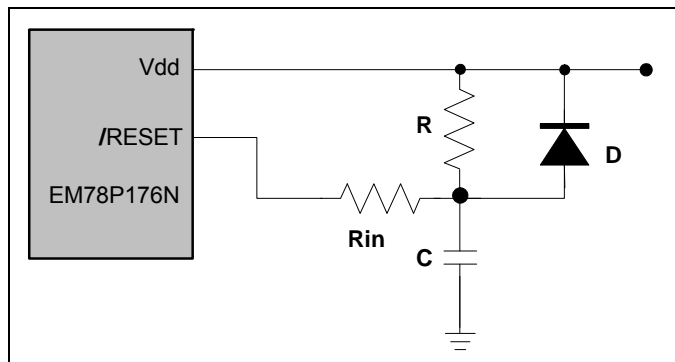 Vdd
/RESET
EM78P176N
R
D
Rin
C